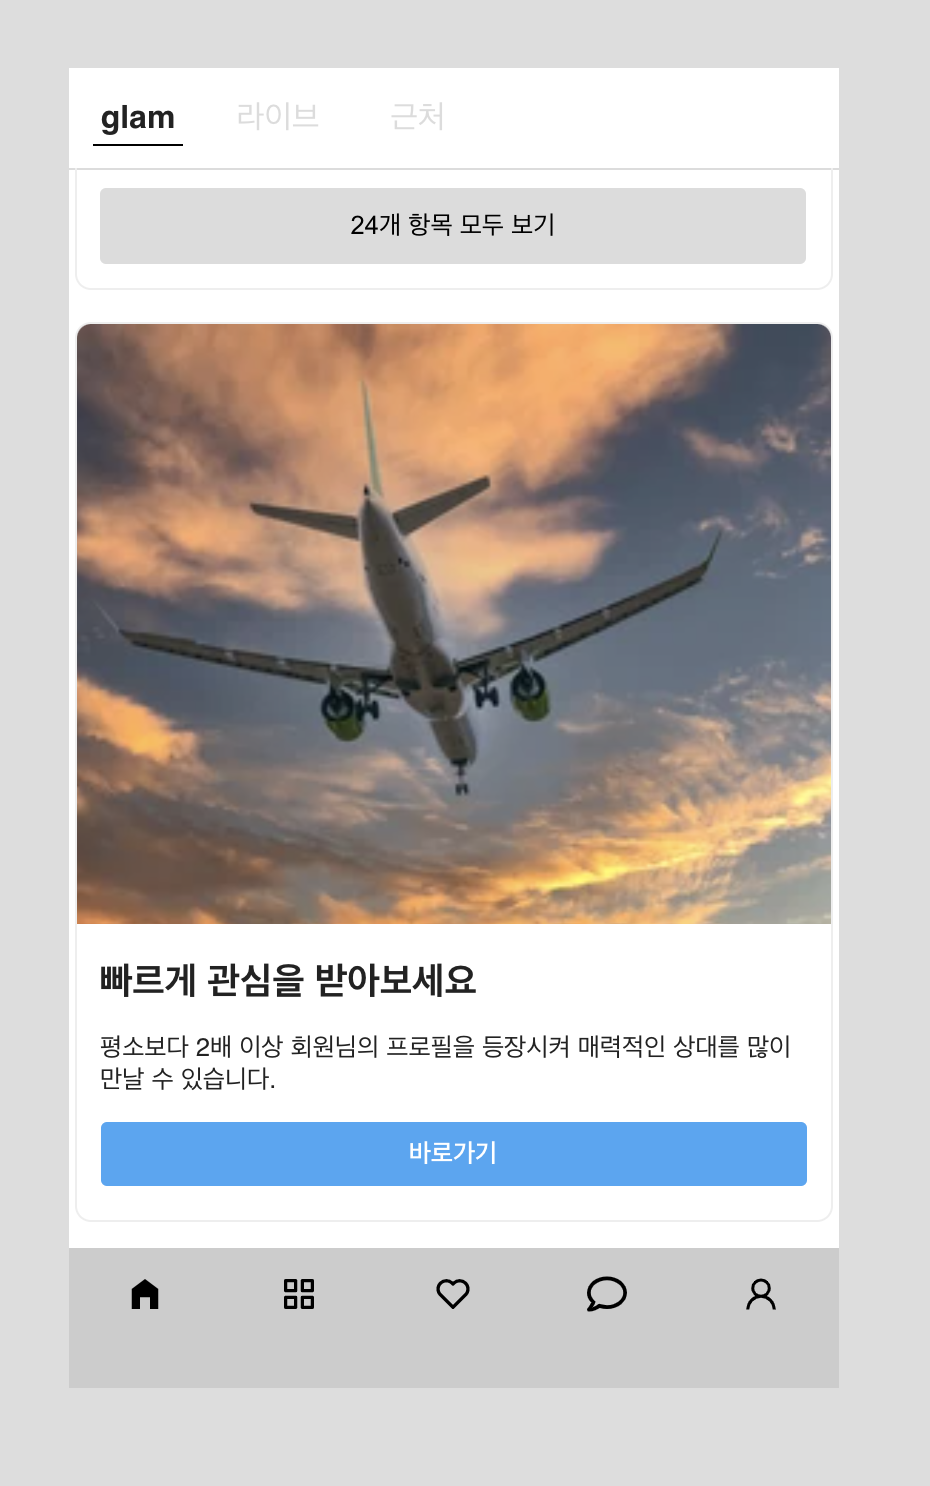 glam 라이브 근처
24개 항목 모두 보기
빠르게 관심을 받아보세요
평소보다 2배 이상 회원님의 프로필을 등장시켜 매력적인 상대를 많이
만날 수 있습니다.
바로가기